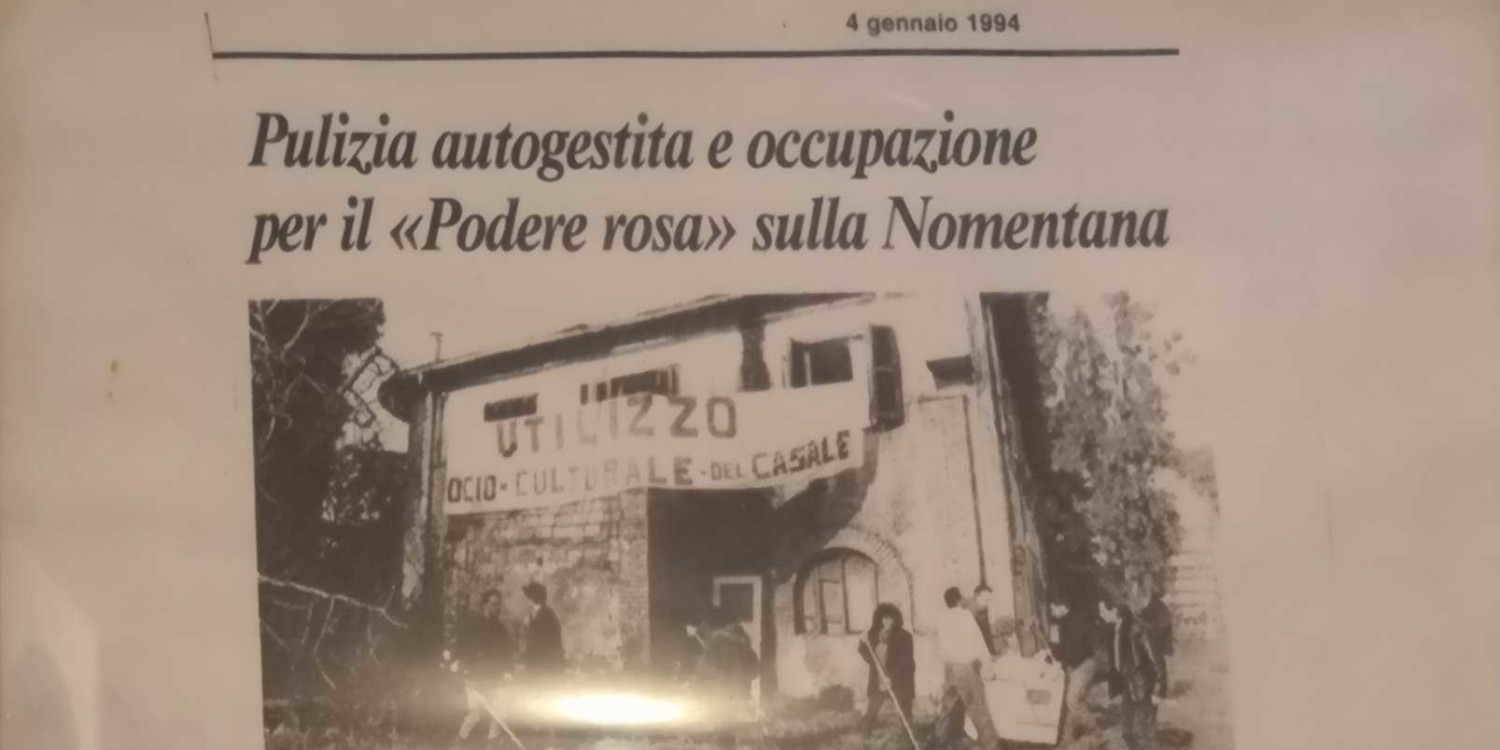 4 gennaio 1994
Pulizia autogestita e occupazione
per il «Podere rosa» sulla Nomentana
UTILIZZO
OCIO-CULTURALE-DEL CASALE